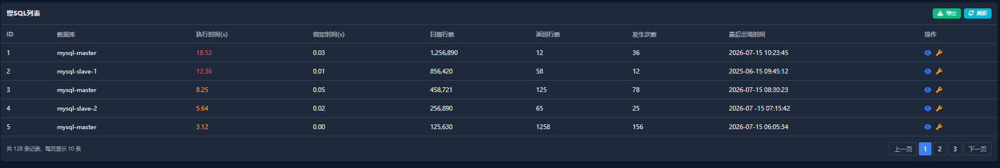 慢SQL列表 导出 刷新
ID 数据库 执行时间(s) 锁定时间(s) 扫描行数 返回行数 发生次数 最后出现时间 操作
1 mysql-master 18.52 0.03 1,256,890 12 36 2026-07-15 10:23:45
2 mysql-slave-1 12.36 0.01 856,420 58 12 2025-06-15 09:45:12
3 mysql-master 8.25 0.05 458,721 125 78 2026-07-15 08:30:23
4 mysql-slave-2 5.64 0.02 256,890 65 25 2026-07 -15 07:15:42
5 mysql-master 3.12 0.00 125,630 1258 156 2026-07-15 06:05:34
共 128 条记录，每页显示 10 条 上一页 1 2 3 下一页